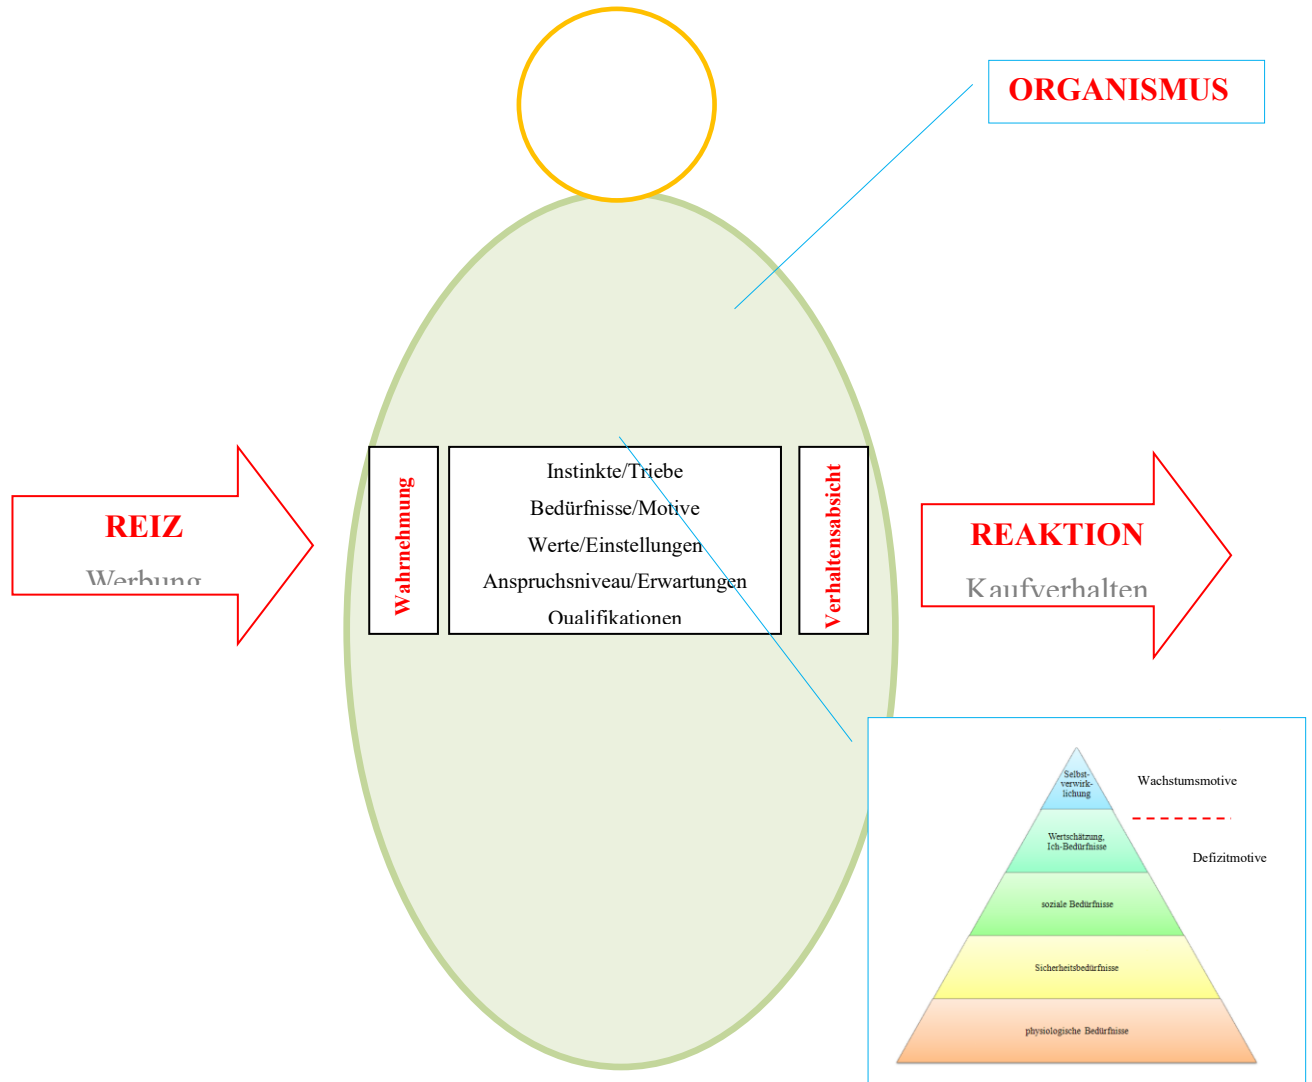 ORGANISMUS
REIZ
Werbung
Wahrnehmung
Instinkte/Triebe
Bedürfnisse/Motive
Werte/Einstellungen
Anspruchsniveau/Erwartungen
Qualifikationen
Verhaltensabsicht
REAKTION
Kaufverhalten
Selbst-
verwirk-
lichung
Wachstumsmotive
Wertschätzung,
Ich-Bedürfnisse
Defizitmotive
soziale Bedürfnisse
Sicherheitsbedürfnisse
physiologische Bedürfnisse